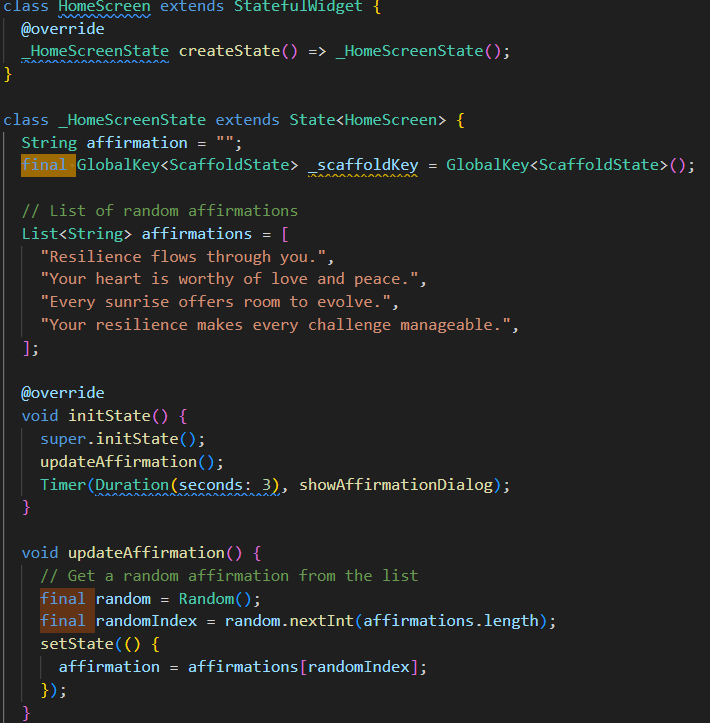 class HomeScreen extends StatefulWidget {
  @override
  _HomeScreenState createState() => _HomeScreenState();
}

class _HomeScreenState extends State<HomeScreen> {
  String affirmation = "";
  final GlobalKey<ScaffoldState> _scaffoldKey = GlobalKey<ScaffoldState>();

  // List of random affirmations
  List<String> affirmations = [
    "Resilience flows through you.",
    "Your heart is worthy of love and peace.",
    "Every sunrise offers room to evolve.",
    "Your resilience makes every challenge manageable.",
  ];

  @override
  void initState() {
    super.initState();
    updateAffirmation();
    Timer(Duration(seconds: 3), showAffirmationDialog);
  }

  void updateAffirmation() {
    // Get a random affirmation from the list
    final random = Random();
    final randomIndex = random.nextInt(affirmations.length);
    setState(() {
      affirmation = affirmations[randomIndex];
    });
  }